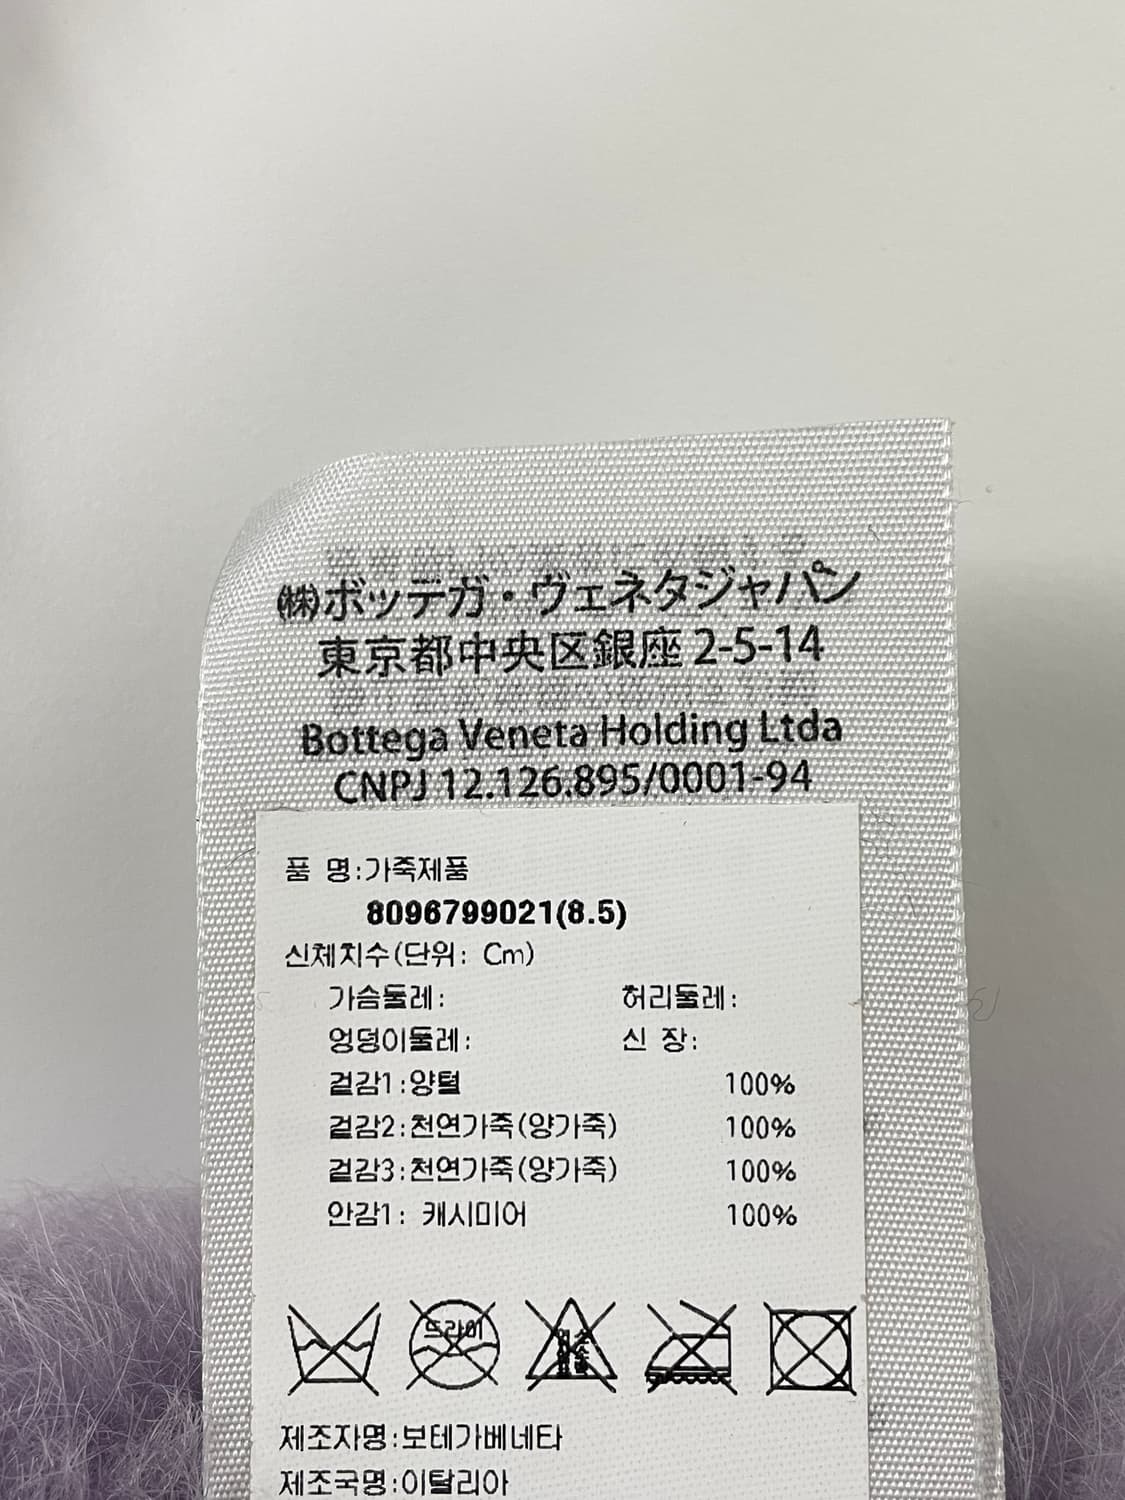 ㈱ボッテガ・ヴェネタジャパン
東京都中央区銀座 2-5-14
Bottega Veneta Holding Ltda
CNPJ 12.126.895/0001-94
품 명:가죽제품
8096799021(8.5)
신체치수(단위: Cm)
가슴둘레: 허리둘레:
엉덩이둘레: 신 장:
겉감1:양털 100%
겉감2:천연가죽(양가죽) 100%
겉감3:천연가죽(양가죽) 100%
안감1: 캐시미어 100%
드라이
제조자명:보테가베네타
제조국명:이탈리아